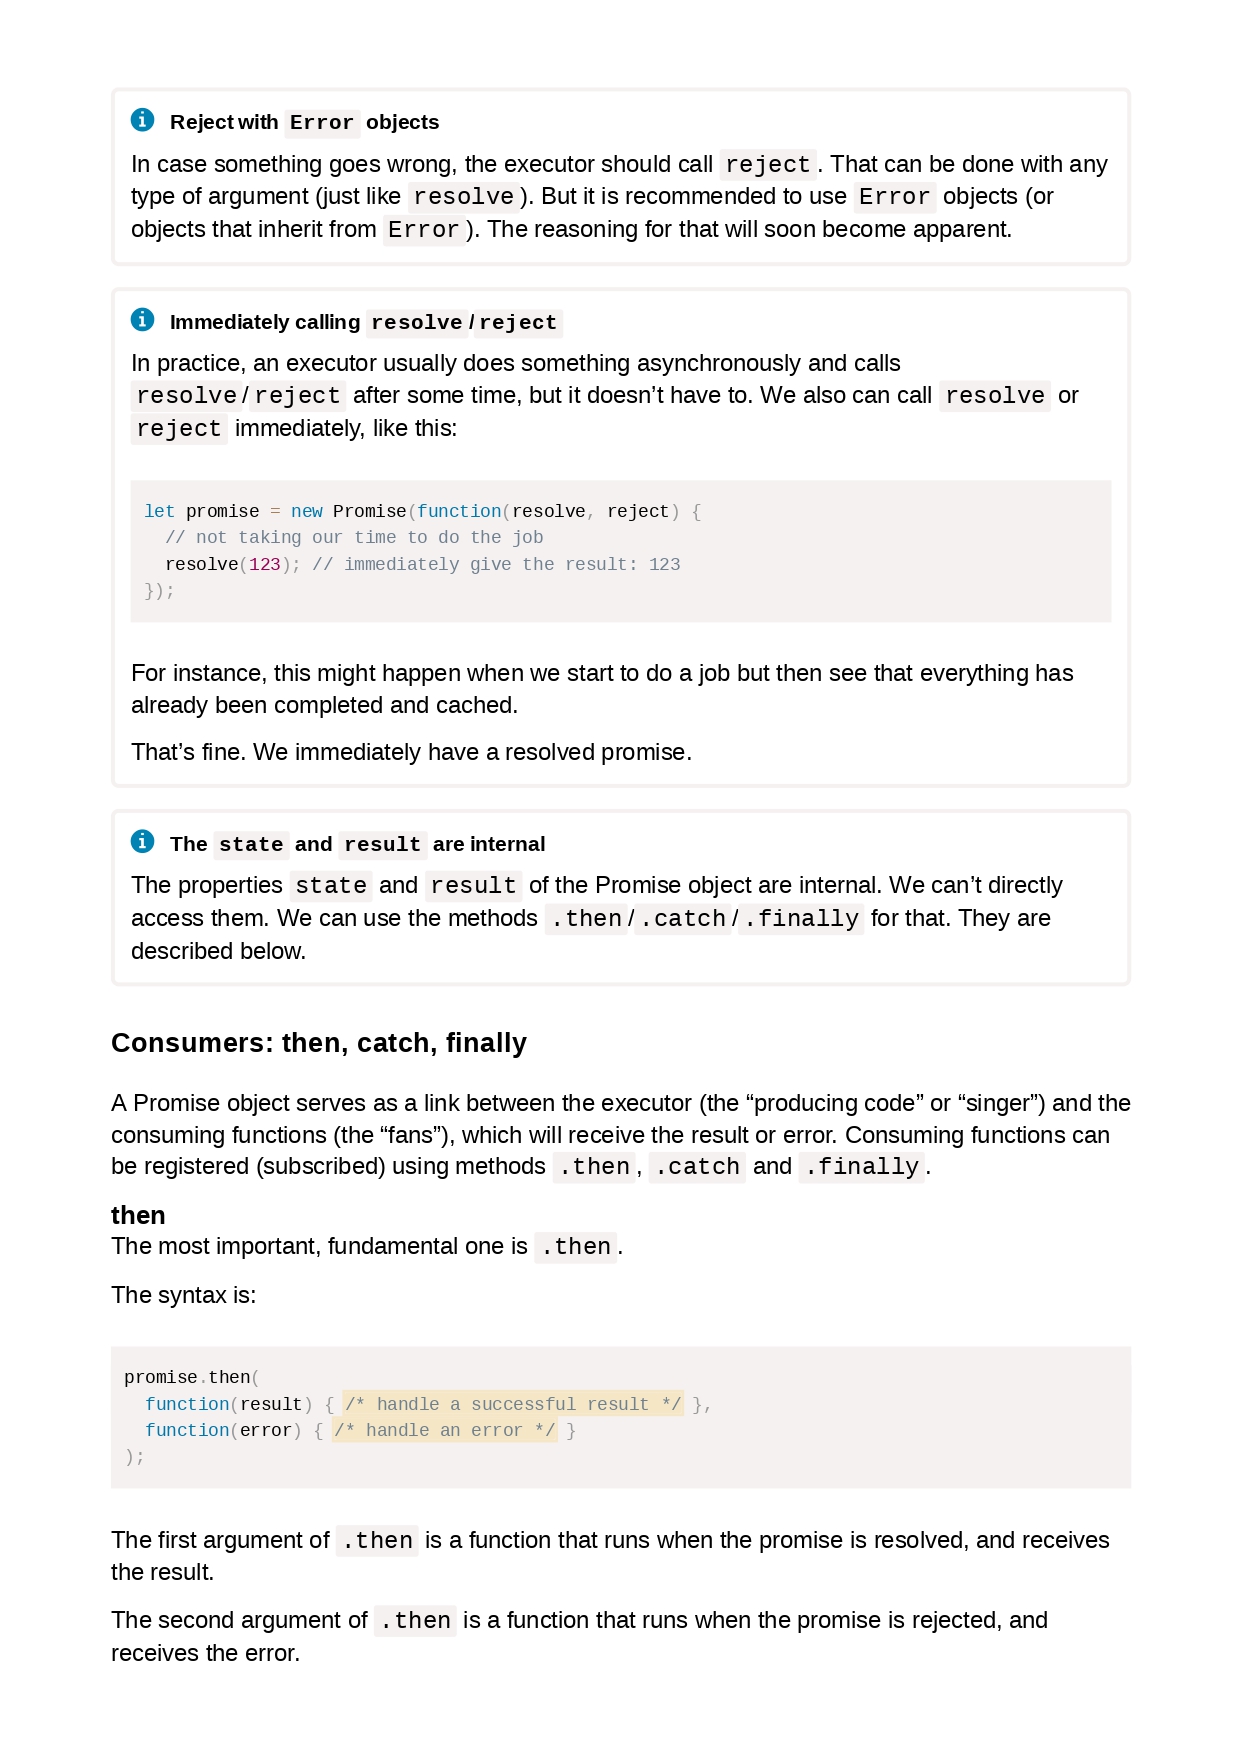 Reject with Error objects
In case something goes wrong, the executor should call reject. That can be done with any
type of argument (just like resolve). But it is recommended to use Error objects (or
objects that inherit from Error). The reasoning for that will soon become apparent.
Immediately calling resolve/reject
In practice, an executor usually does something asynchronously and calls
resolve/reject after some time, but it doesn’t have to. We also can call resolve or
reject immediately, like this:
let promise = new Promise(function(resolve, reject) {
  // not taking our time to do the job
  resolve(123); // immediately give the result: 123
});
For instance, this might happen when we start to do a job but then see that everything has
already been completed and cached.
That’s fine. We immediately have a resolved promise.
The state and result are internal
The properties state and result of the Promise object are internal. We can’t directly
access them. We can use the methods .then/.catch/.finally for that. They are
described below.
Consumers: then, catch, finally
A Promise object serves as a link between the executor (the “producing code” or “singer”) and the
consuming functions (the “fans”), which will receive the result or error. Consuming functions can
be registered (subscribed) using methods .then, .catch and .finally.
then
The most important, fundamental one is .then.
The syntax is:
promise.then(
  function(result) { /* handle a successful result */ },
  function(error) { /* handle an error */ }
);
The first argument of .then is a function that runs when the promise is resolved, and receives
the result.
The second argument of .then is a function that runs when the promise is rejected, and
receives the error.